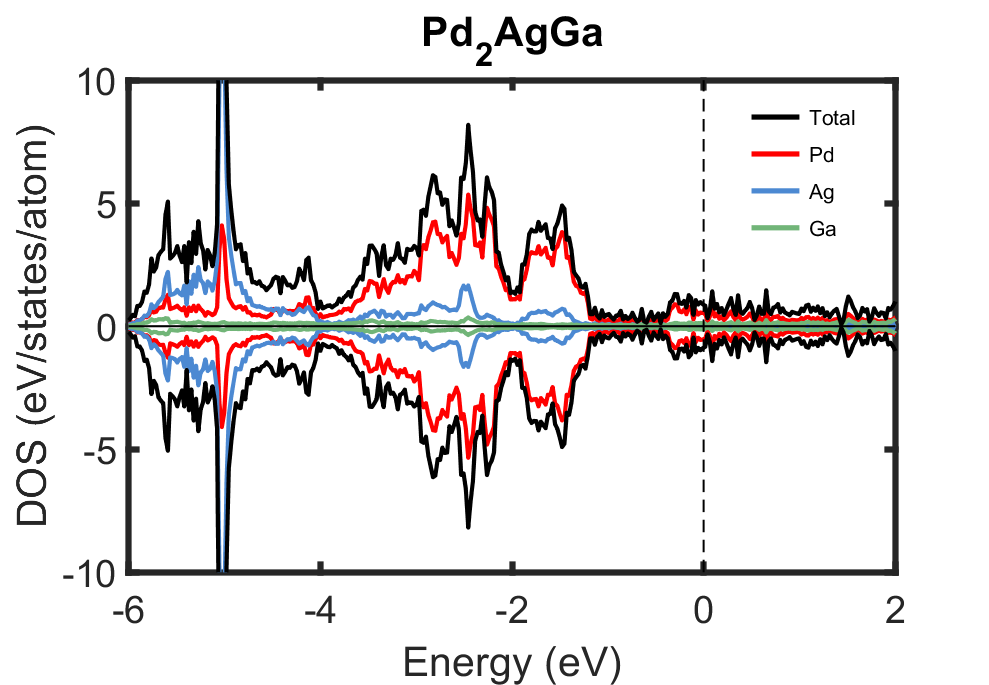 Pd2AgGa
10
5
0
-5
-10
DOS (eV/states/atom)
Total
Pd
Ag
Ga
-6 -4 -2 0 2
Energy (eV)